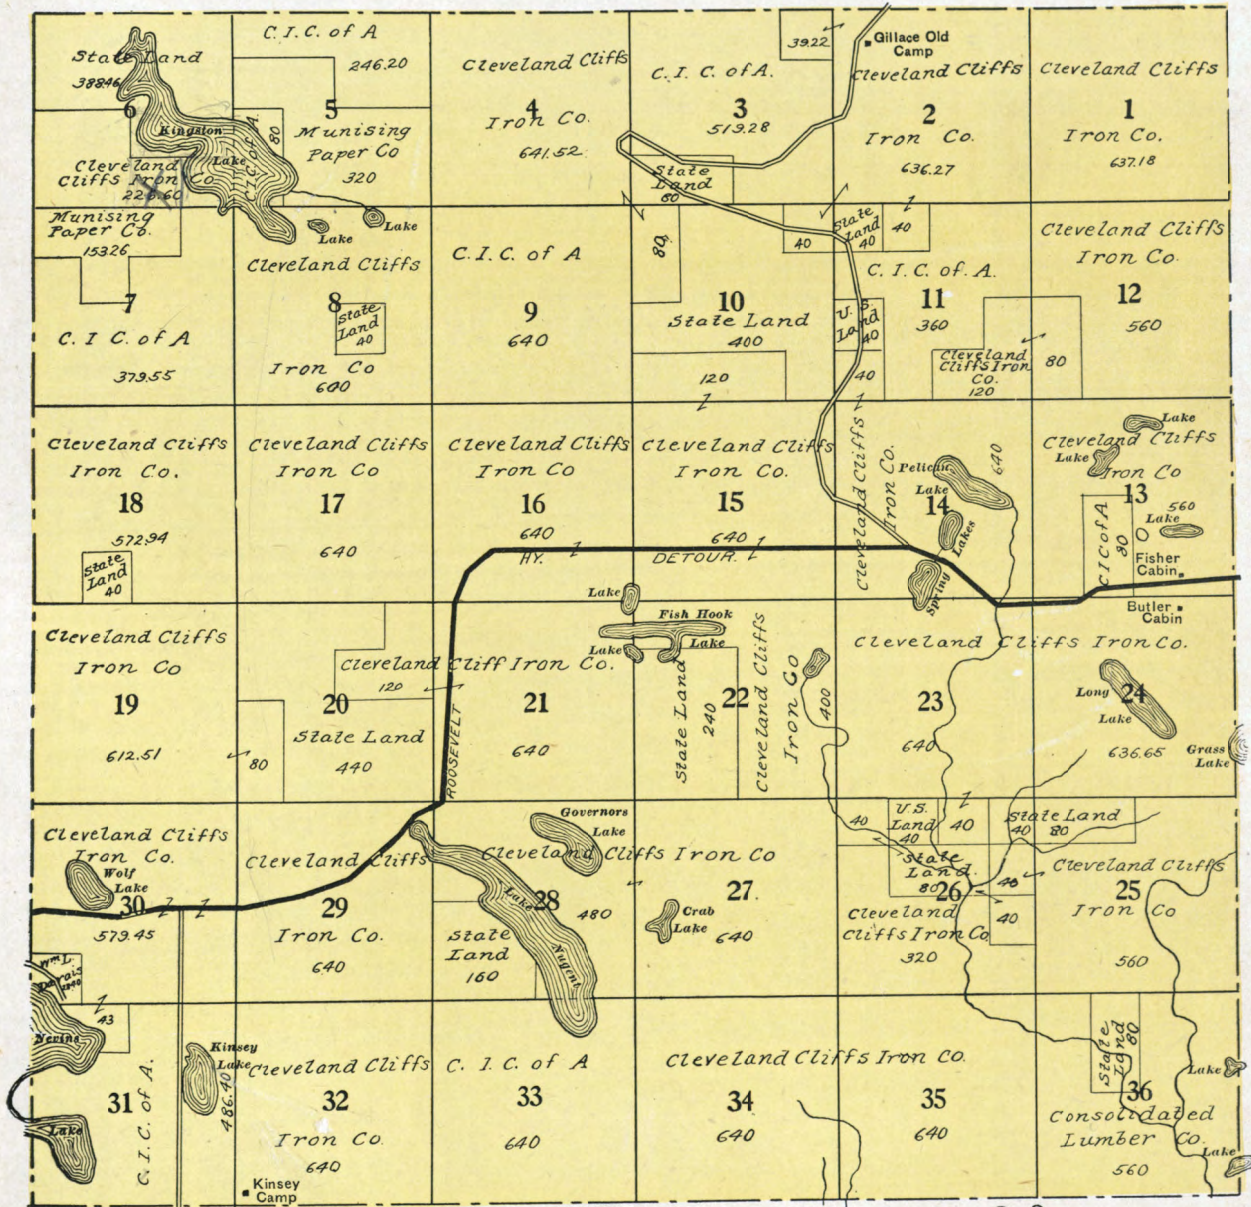 State Land
388.46
6
Kingston
Lake
C.I.C. of A.
Cleveland
Cliffs Iron Co
226.60
C.I.C. of A
246.20
5
80
Munising
Paper Co
320
Cleveland Cliffs
4
Iron Co.
641.52
C. I. C. of A.
39.22
3
519.28
State
Land
80
Gillace Old
Camp
Cleveland Cliffs
2
Iron Co.
636.27
Cleveland Cliffs
1
Iron Co.
637.18
Munising
Paper Co.
153.26
7
C. I C. of A
379.55
Lake
Lake
Cleveland Cliffs
8
State
Land
40
Iron Co
600
C. I. C. of A
9
640
80
10
State Land
400
120
40
State
Land
40
40
C. I. C. of. A.
11
360
U. S.
Land
40
40
Cleveland
Cliffs Iron
Co.
120
Cleveland Cliffs
Iron Co.
12
560
80
Cleveland Cliffs
Iron Co.
18
572.94
State
Land
40
Cleveland Cliffs
Iron Co
17
640
Cleveland Cliffs
Iron Co
16
640
HY.
Cleveland Cliffs
Iron Co.
15
640
DETOUR.
Cleveland Cliffs
Iron Co.
Pelican
Lake
14
640
Spring
Lakes
Lake
Cleveland Cliffs
Lake
Iron Co
13
560
C I C of A
80
Lake
Fisher
Cabin
Butler
Cabin
Cleveland Cliffs
Iron Co
19
612.51
Cleveland Cliff Iron Co.
120
20
State Land
440
80
ROOSEVELT
21
640
Lake
Fish Hook
Lake
Lake
State Land
240
22
Cleveland Cliffs
Iron Co
400
Cleveland Cliffs Iron Co.
23
640
Long
Lake
24
636.65
Grass
Lake
Cleveland Cliffs
Iron Co.
Wolf
Lake
30
579.45
Wm. L.
Cleveland Cliffs
29
Iron Co.
640
Governors
Lake
Cleveland Cliffs Iron Co
Lake
Nugent
28
480
State
Land
160
27
Crab
Lake
640
40
U.S.
Land
40
40
State
Land
80
26
Cleveland
Cliffs Iron Co
320
State Land
40
80
40
40
Cleveland Cliffs
25
Iron Co
560
43
Nevins
Lake
31
C. I. C. of A.
Kinsey
Lake
486.40
Cleveland Cliffs
32
Iron Co.
640
Kinsey
Camp
C. I. C. of A
33
640
Cleveland Cliffs Iron Co.
34
640
35
640
State
Land
80
36
Lake
Consolidated
Lumber Co.
560
Lake